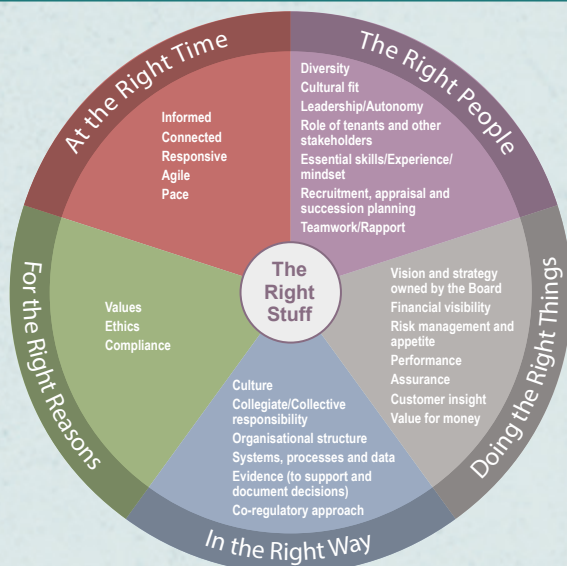 At the Right Time
Informed
Connected
Responsive
Agile
Pace
The Right People
Diversity
Cultural fit
Leadership/Autonomy
Role of tenants and other
stakeholders
Essential skills/Experience/
mindset
Recruitment, appraisal and
succession planning
Teamwork/Rapport
Doing the Right Things
Vision and strategy
owned by the Board
Financial visibility
Risk management and
appetite
Performance
Assurance
Customer insight
Value for money
In the Right Way
Culture
Collegiate/Collective
responsibility
Organisational structure
Systems, processes and data
Evidence (to support and
document decisions)
Co-regulatory approach
For the Right Reasons
Values
Ethics
Compliance
The
Right
Stuff